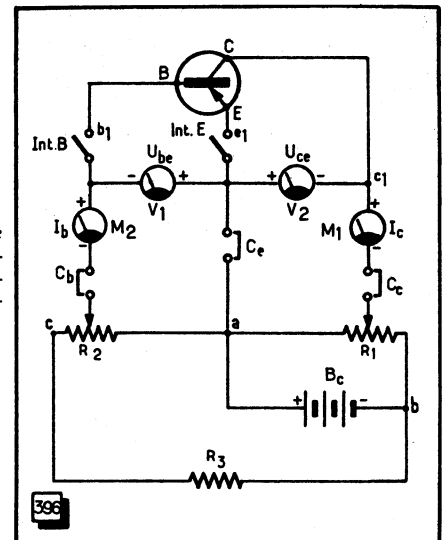 C
B
E
b1
Int.B
Int.E
e1
Ube
Uce
c1
- +
+ -
V1
V2
+
Ib
M2
-
+
M1
Ic
-
Cb
Ce
Cc
c
R2
a
R1
Bc
+ -
b
R3
396